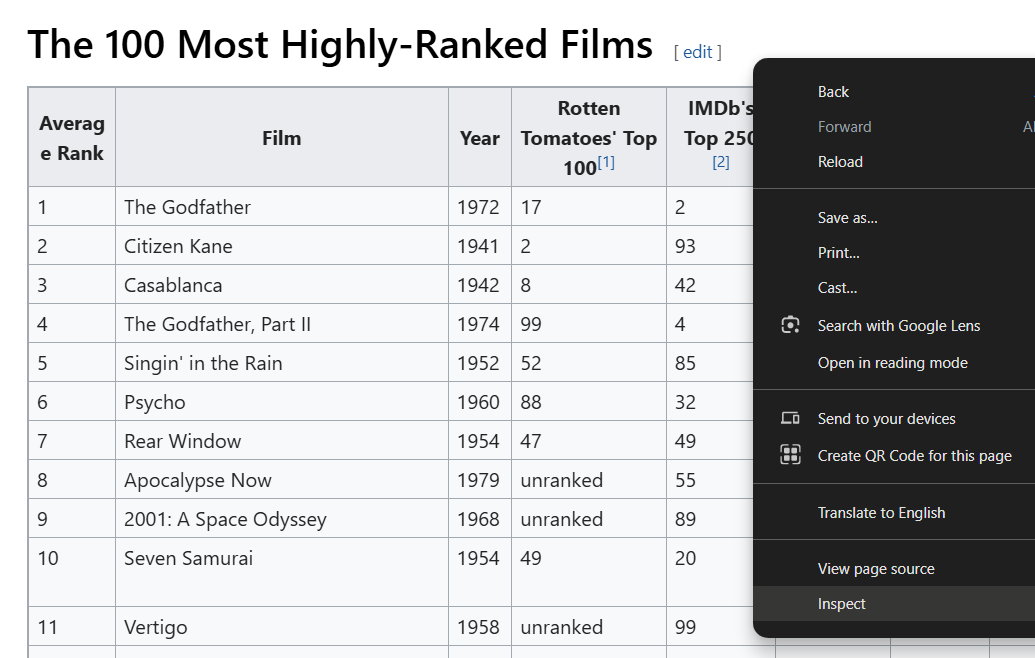 The 100 Most Highly-Ranked Films [ edit ]
Averag
e Rank
Film
Year
Rotten
Tomatoes' Top
100[1]
IMDb's
Top 250
[2]
1 The Godfather 1972 17 2
2 Citizen Kane 1941 2 93
3 Casablanca 1942 8 42
4 The Godfather, Part II 1974 99 4
5 Singin' in the Rain 1952 52 85
6 Psycho 1960 88 32
7 Rear Window 1954 47 49
8 Apocalypse Now 1979 unranked 55
9 2001: A Space Odyssey 1968 unranked 89
10 Seven Samurai 1954 49 20
11 Vertigo 1958 unranked 99
Back
Forward
Reload
Save as...
Print...
Cast...
Search with Google Lens
Open in reading mode
Send to your devices
Create QR Code for this page
Translate to English
View page source
Inspect